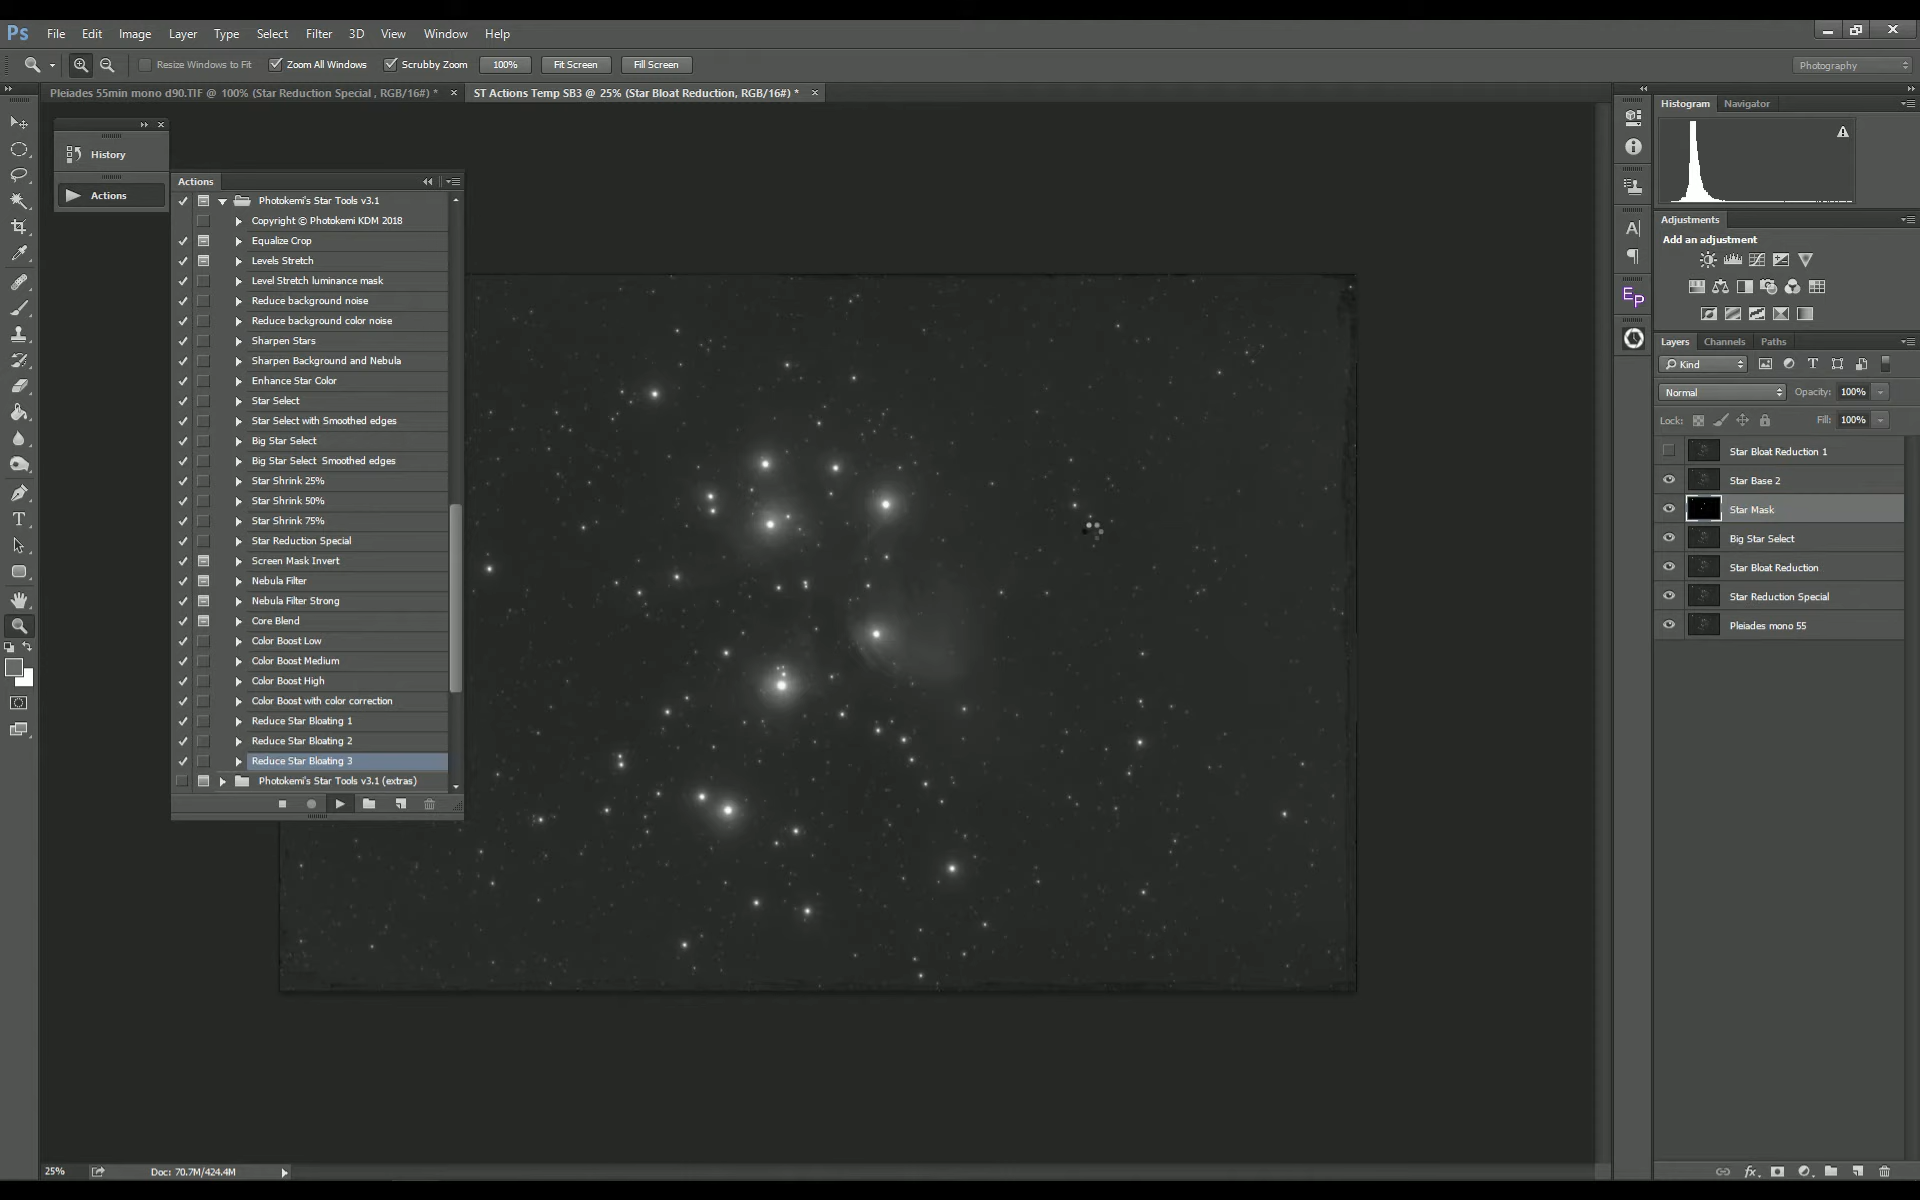 Ps File Edit Image Layer Type Select Filter 3D View Window Help
Resize Windows to Fit Zoom All Windows Scrubby Zoom 100% Fit Screen Fill Screen Photography
Pleiades 55min mono d90.TIF @ 100% (Star Reduction Special , RGB/16#) * ST Actions Temp SB3 @ 25% (Star Bloat Reduction, RGB/16#) *
History
Actions
Actions
Photokemi's Star Tools v3.1
Copyright © Photokemi KDM 2018
Equalize Crop
Levels Stretch
Level Stretch luminance mask
Reduce background noise
Reduce background color noise
Sharpen Stars
Sharpen Background and Nebula
Enhance Star Color
Star Select
Star Select with Smoothed edges
Big Star Select
Big Star Select Smoothed edges
Star Shrink 25%
Star Shrink 50%
Star Shrink 75%
Star Reduction Special
Screen Mask Invert
Nebula Filter
Nebula Filter Strong
Core Blend
Color Boost Low
Color Boost Medium
Color Boost High
Color Boost with color correction
Reduce Star Bloating 1
Reduce Star Bloating 2
Reduce Star Bloating 3
Photokemi's Star Tools v3.1 (extras)
Histogram Navigator
Adjustments
Add an adjustment
Layers Channels Paths
Kind
Normal Opacity: 100%
Lock: Fill: 100%
Star Bloat Reduction 1
Star Base 2
Star Mask
Big Star Select
Star Bloat Reduction
Star Reduction Special
Pleiades mono 55
25% Doc: 70.7M/424.4M